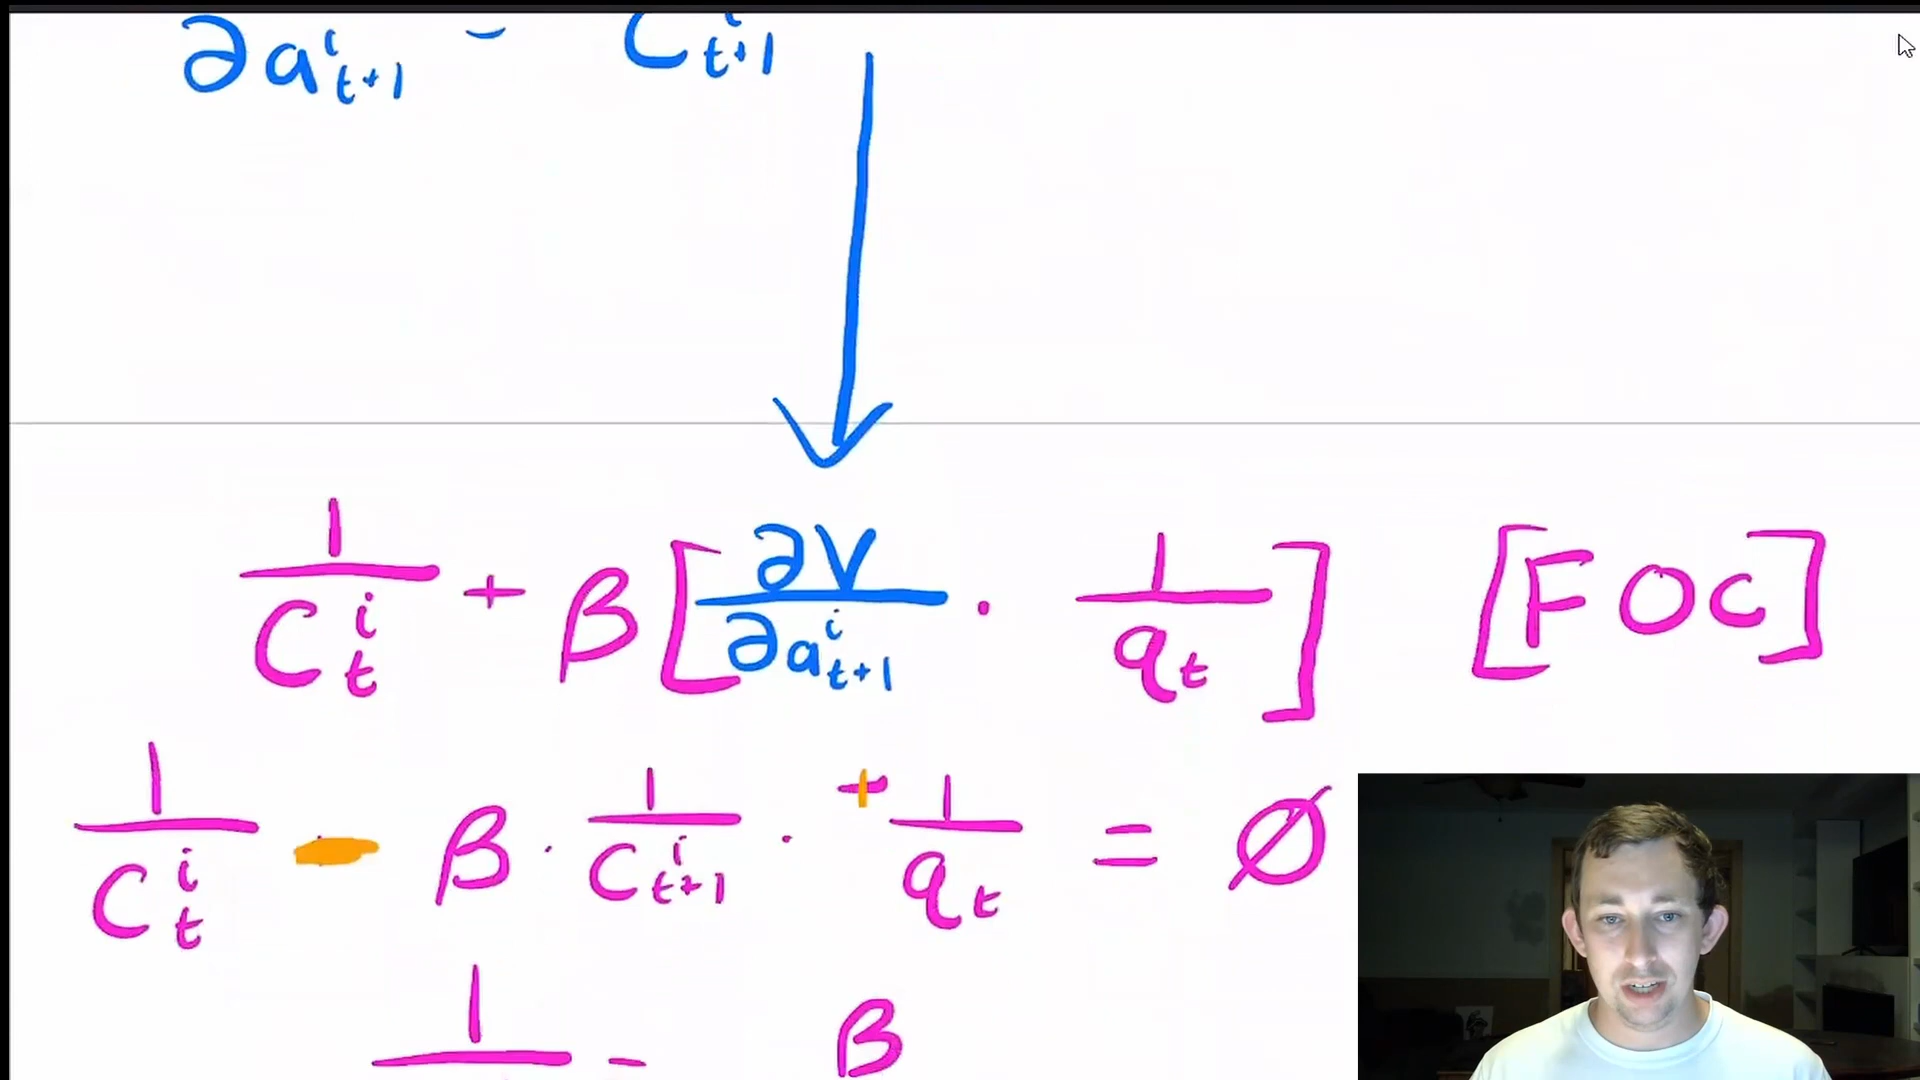 ∂a^i_{t+1} = C^i_{t+1}
1/C^i_t + β [ ∂V/∂a^i_{t+1} · 1/q_t ] [FOC]
1/C^i_t - β · 1/C^i_{t+1} · + 1/q_t = Ø
1 = β